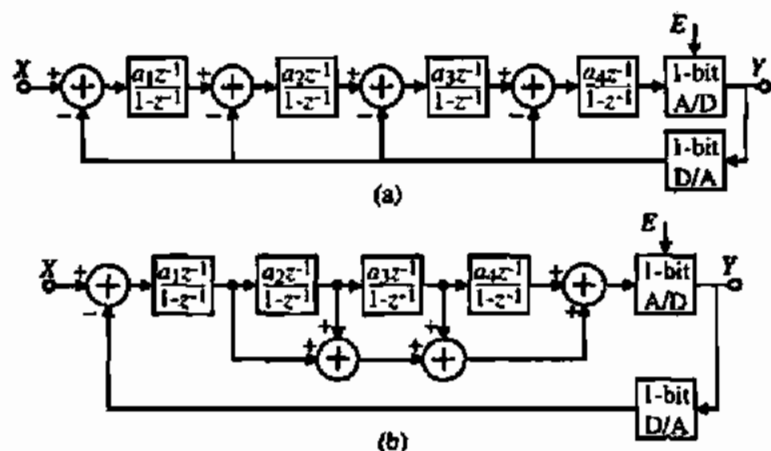 E
X + a₁z⁻¹ + a₂z⁻¹ + a₃z⁻¹ + a₄z⁻¹ 1-bit Y
− 1-z⁻¹ − 1-z⁻¹ − 1-z⁻¹ − 1-z⁻¹ A/D
1-bit
D/A
(a)
E
X + a₁z⁻¹ a₂z⁻¹ a₃z⁻¹ a₄z⁻¹ + 1-bit Y
− 1-z⁻¹ 1-z⁻¹ 1-z⁻¹ 1-z⁻¹ + A/D
+ + + +
1-bit
D/A
(b)